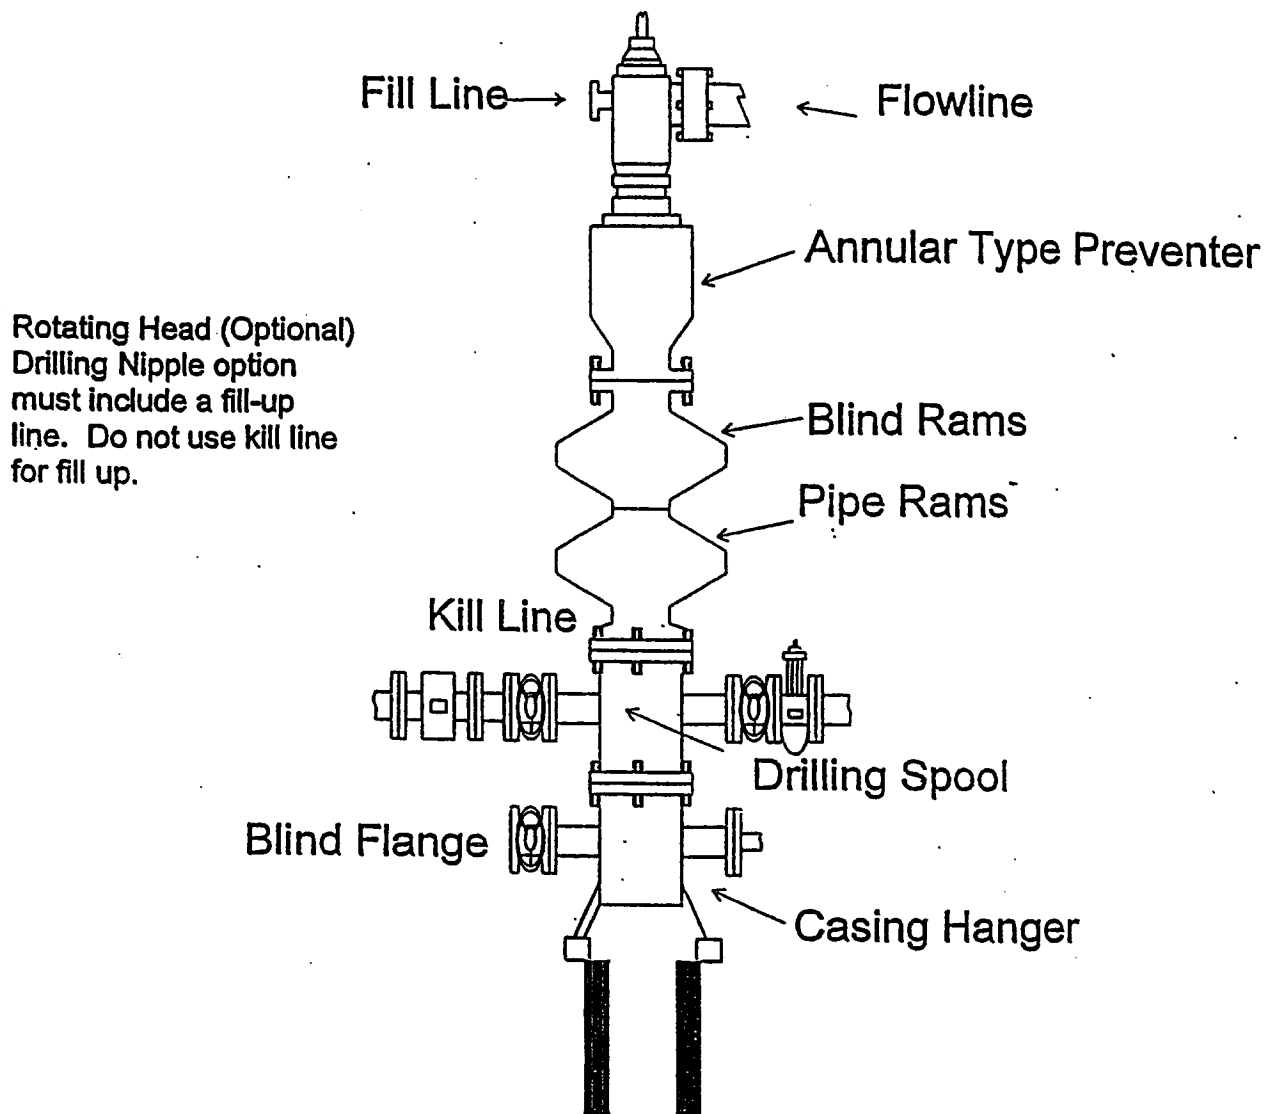 Fill Line
Flowline
Annular Type Preventer
Rotating Head (Optional)
Drilling Nipple option
must include a fill-up
line. Do not use kill line
for fill up.
Blind Rams
Pipe Rams
Kill Line
Drilling Spool
Blind Flange
Casing Hanger